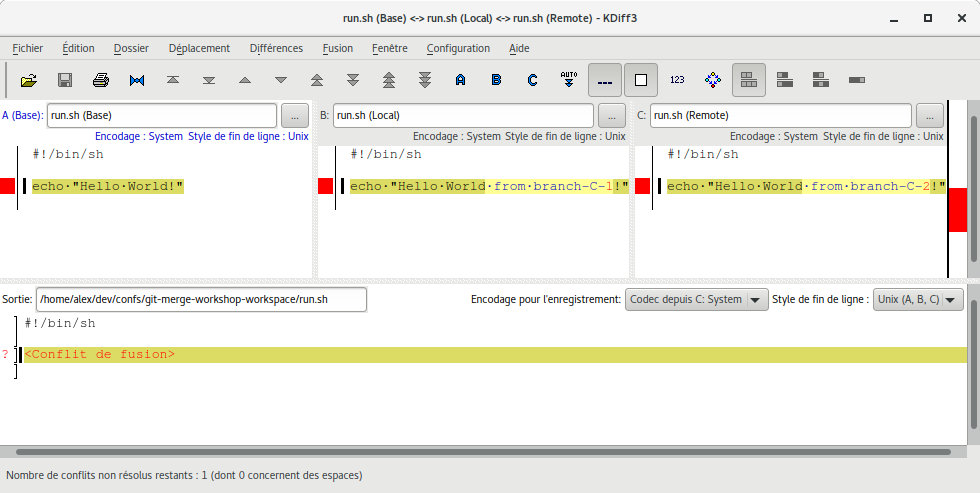 run.sh (Base) <-> run.sh (Local) <-> run.sh (Remote) - KDiff3
Fichier Édition Dossier Déplacement Différences Fusion Fenêtre Configuration Aide
A B C AUTO 123
A (Base): run.sh (Base) ... B: run.sh (Local) ... C: run.sh (Remote) ...
Encodage : System Style de fin de ligne : Unix Encodage : System Style de fin de ligne : Unix Encodage : System Style de fin de ligne : Unix
#!/bin/sh #!/bin/sh #!/bin/sh
echo·"Hello·World!" echo·"Hello·World·from·branch-C-1!" echo·"Hello·World·from·branch-C-2!"
Sortie: /home/alex/dev/confs/git-merge-workshop-workspace/run.sh Encodage pour l'enregistrement: Codec depuis C: System Style de fin de ligne : Unix (A, B, C)
#!/bin/sh
? <Conflit de fusion>
Nombre de conflits non résolus restants : 1 (dont 0 concernent des espaces)